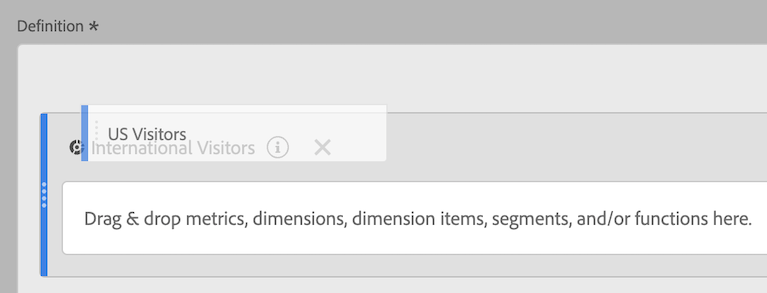 Definition *
US Visitors
International Visitors
Drag & drop metrics, dimensions, dimension items, segments, and/or functions here.